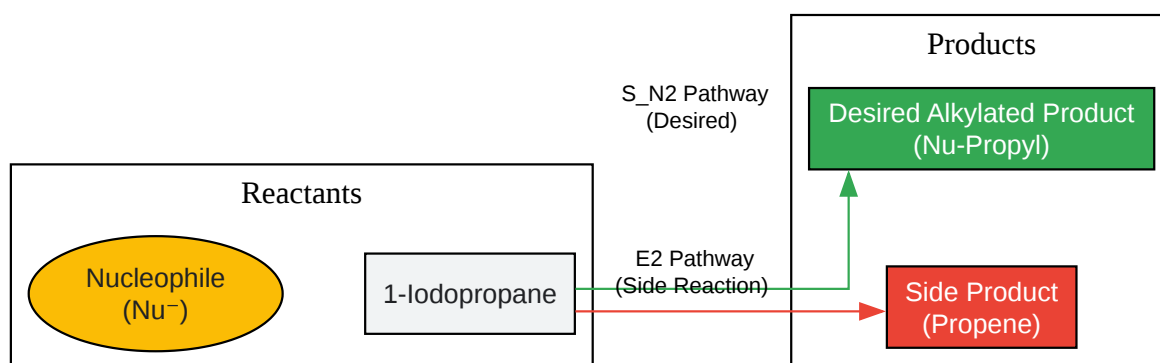 Products
S_N2 Pathway
(Desired)
Desired Alkylated Product
(Nu-Propyl)
Reactants
Nucleophile
(Nu⁻)
1-Iodopropane
E2 Pathway
(Side Reaction)
Side Product
(Propene)